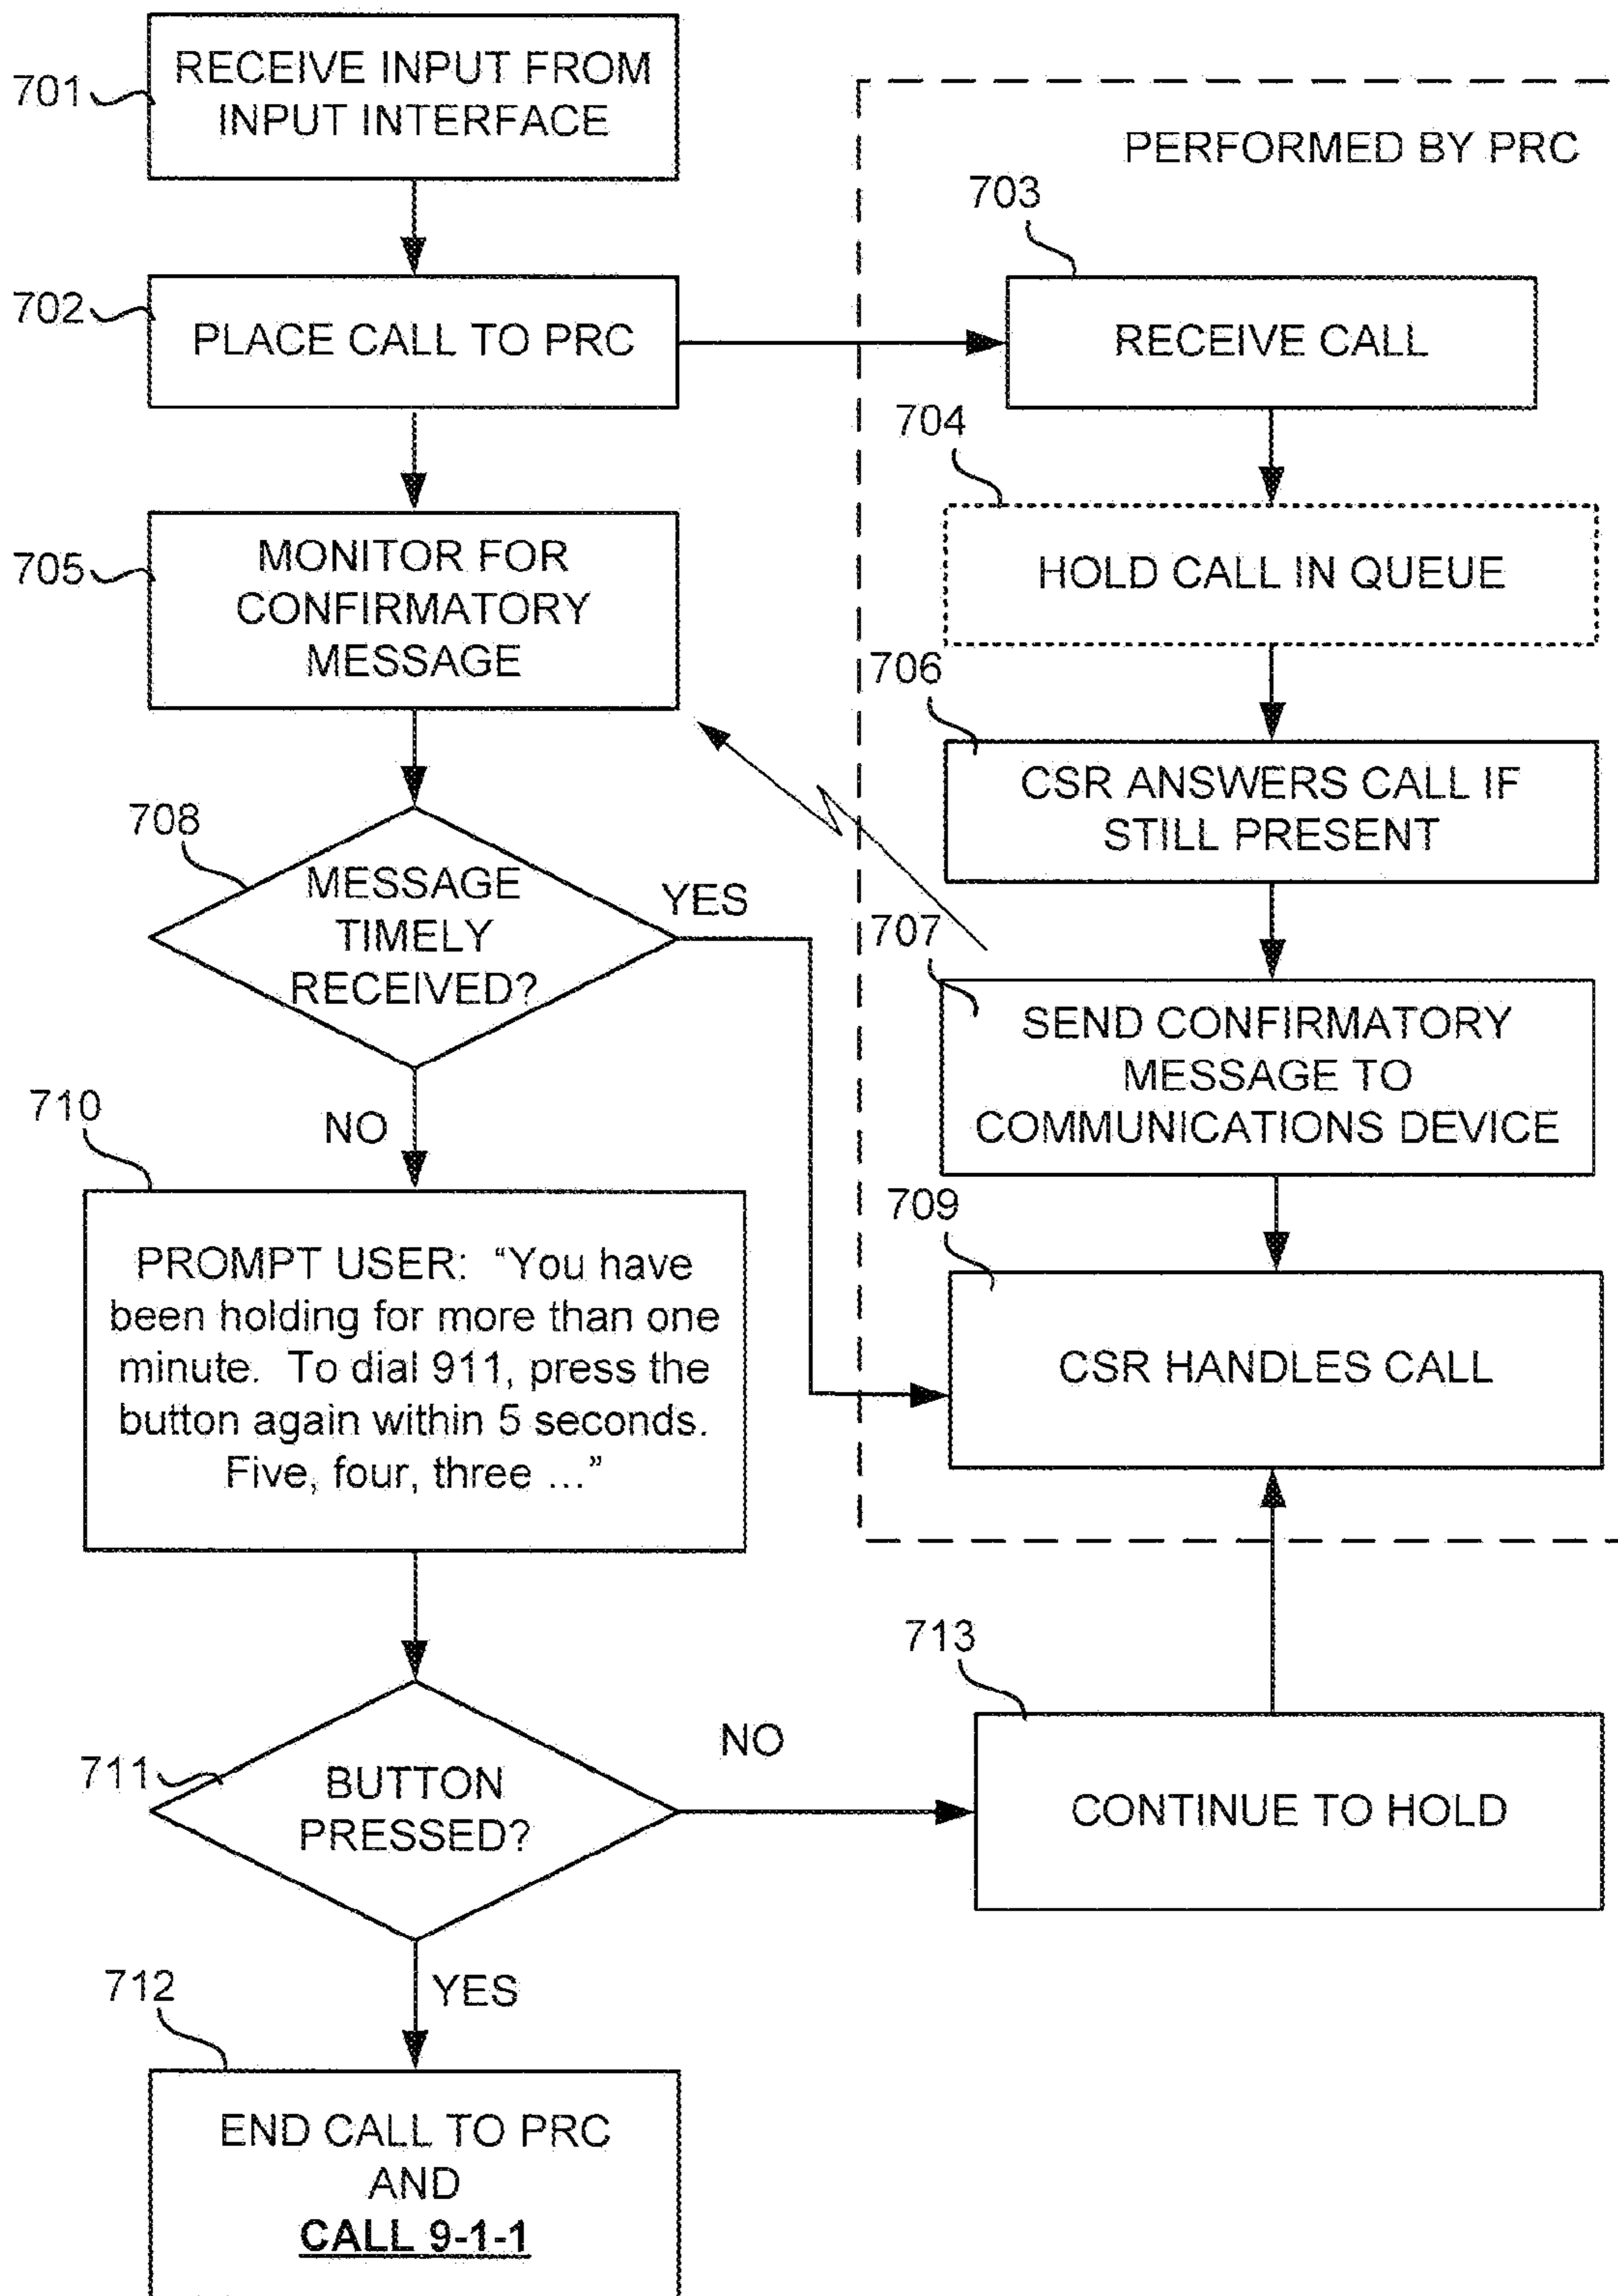 701
RECEIVE INPUT FROM
INPUT INTERFACE
PERFORMED BY PRC
702
PLACE CALL TO PRC
703
RECEIVE CALL
704
HOLD CALL IN QUEUE
705
MONITOR FOR
CONFIRMATORY
MESSAGE
706
CSR ANSWERS CALL IF
STILL PRESENT
708
MESSAGE
TIMELY
RECEIVED?
YES
NO
707
SEND CONFIRMATORY
MESSAGE TO
COMMUNICATIONS DEVICE
709
CSR HANDLES CALL
710
PROMPT USER: “You have
been holding for more than one
minute. To dial 911, press the
button again within 5 seconds.
Five, four, three ...”
711
BUTTON
PRESSED?
NO
YES
713
CONTINUE TO HOLD
712
END CALL TO PRC
AND
CALL 9-1-1